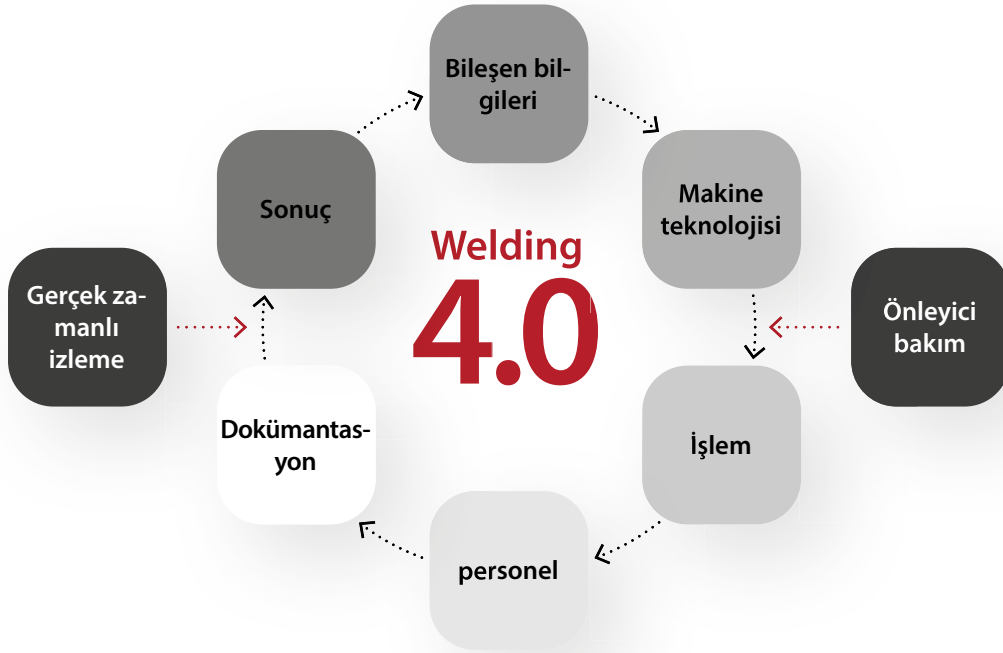 Bileşen bil-
gileri
Makine
teknolojisi
Sonuç
Welding
4.0
Gerçek za-
manlı
izleme
Önleyici
bakım
Dokümantas-
yon
İşlem
personel